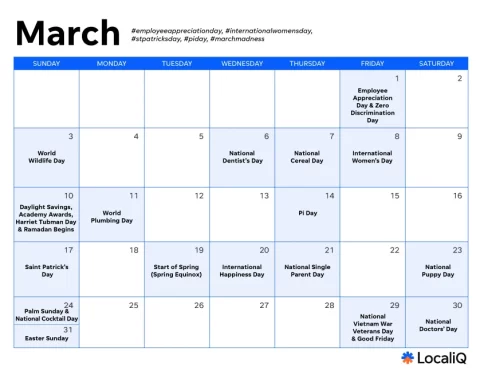 March
#employeeappreciationday, #internationalwomensday,
#stpatricksday, #piday, #marchmadness
SUNDAY MONDAY TUESDAY WEDNESDAY THURSDAY FRIDAY SATURDAY
1 2
Employee
Appreciation
Day & Zero
Discrimination
Day
3 4 5 6 7 8 9
World
Wildlife Day
National
Dentist's Day
National
Cereal Day
International
Women's Day
10 11 12 13 14 15 16
Daylight Savings,
Academy Awards,
Harriet Tubman Day
& Ramadan Begins
World
Plumbing Day
Pi Day
17 18 19 20 21 22 23
Saint Patrick's
Day
Start of Spring
(Spring Equinox)
International
Happiness Day
National Single
Parent Day
National
Puppy Day
24 25 26 27 28 29 30
Palm Sunday &
National Cocktail Day
31
Easter Sunday
National
Vietnam War
Veterans Day
& Good Friday
National
Doctors' Day
LocaliQ